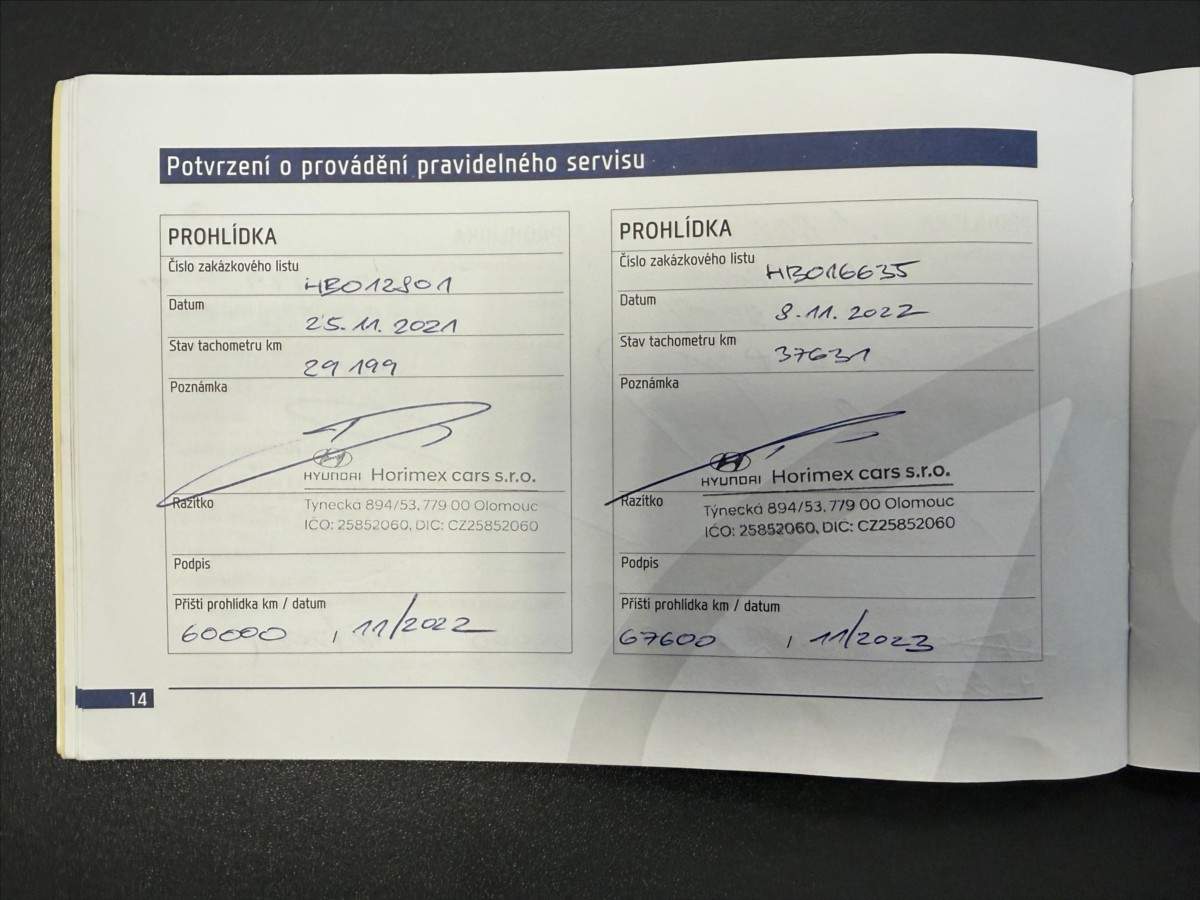 Potvrzení o provádění pravidelného servisu
PROHLÍDKA
Číslo zakázkového listu
HB012901
Datum
25.11.2021
Stav tachometru km
29 199
Poznámka
HYUNDAI Horimex cars s.r.o.
Razítko
Týnecká 894/53, 779 00 Olomouc
IČO: 25852060, DIC: CZ25852060
Podpis
Příští prohlídka km / datum
60000 , 11/2022
PROHLÍDKA
Číslo zakázkového listu
HB016635
Datum
8.11.2022
Stav tachometru km
37631
Poznámka
HYUNDAI Horimex cars s.r.o.
Razítko
Týnecká 894/53, 779 00 Olomouc
IČO: 25852060, DIC: CZ25852060
Podpis
Příští prohlídka km / datum
67600 , 11/2023
14